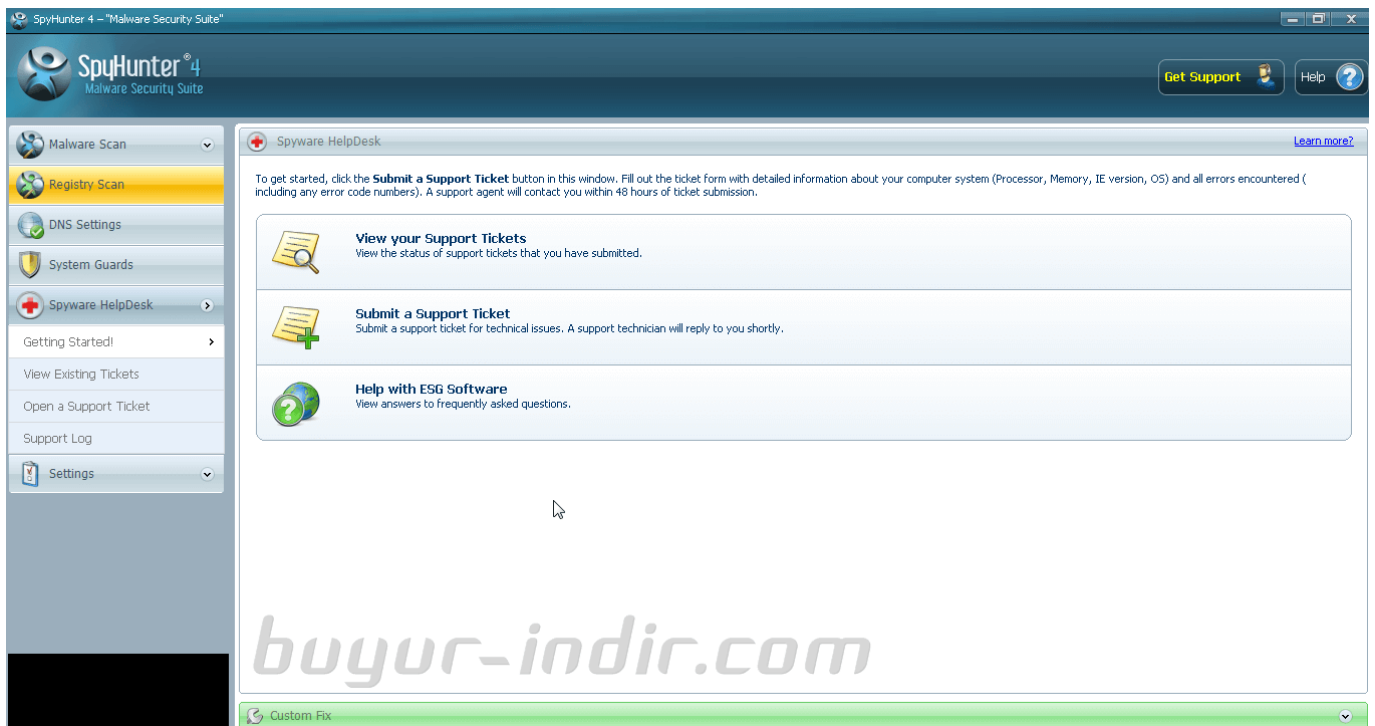 SpyHunter 4 – "Malware Security Suite"
SpyHunter ® 4
Malware Security Suite
Get Support
Help
Malware Scan
Registry Scan
DNS Settings
System Guards
Spyware HelpDesk
Getting Started!
View Existing Tickets
Open a Support Ticket
Support Log
Settings
Spyware HelpDesk
Learn more?
To get started, click the Submit a Support Ticket button in this window. Fill out the ticket form with detailed information about your computer system (Processor, Memory, IE version, OS) and all errors encountered (
including any error code numbers). A support agent will contact you within 48 hours of ticket submission.
View your Support Tickets
View the status of support tickets that you have submitted.
Submit a Support Ticket
Submit a support ticket for technical issues. A support technician will reply to you shortly.
Help with ESG Software
View answers to frequently asked questions.
buyur-indir.com
Custom Fix